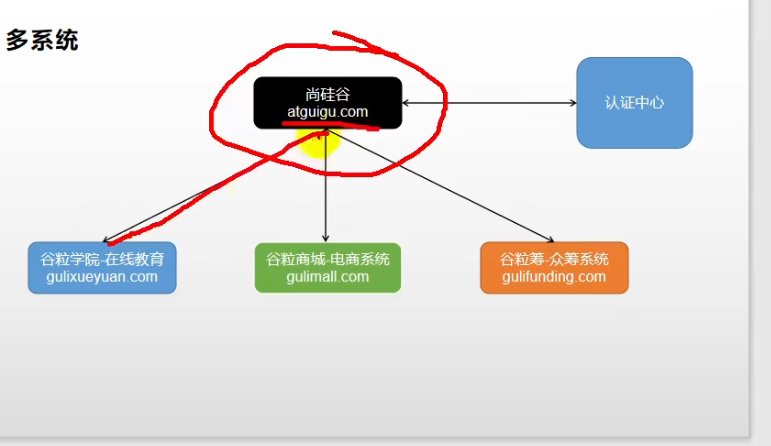 多系统
尚硅谷
atguigu.com
认证中心
谷粒学院-在线教育
gulixueyuan.com
谷粒商城-电商系统
gulimall.com
谷粒筹-众筹系统
gulifunding.com